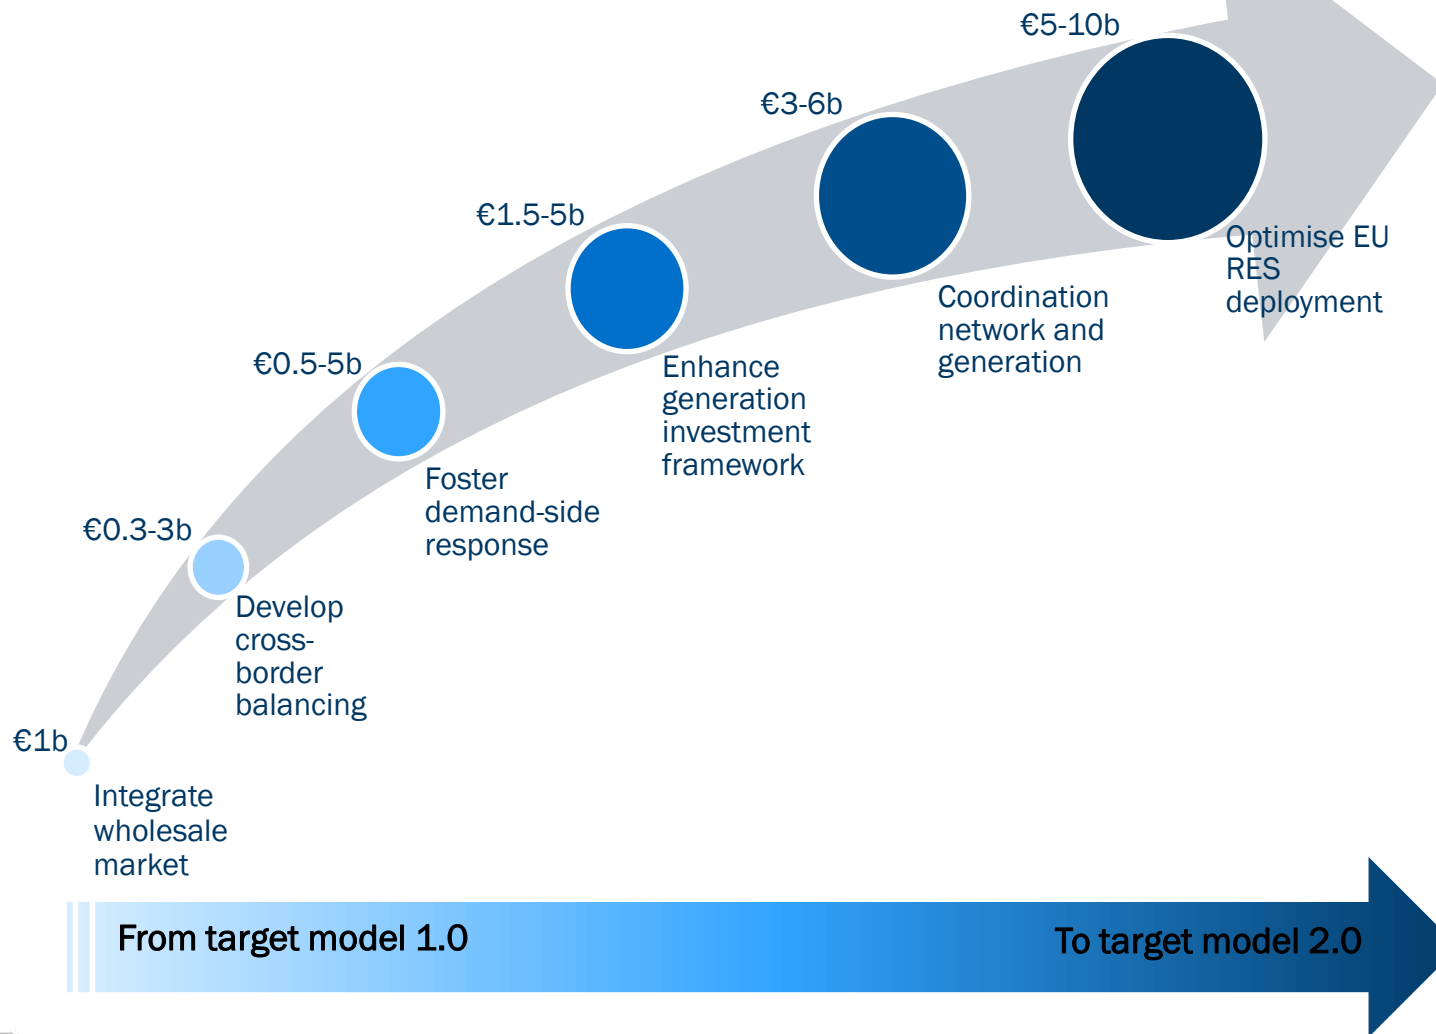 €5-10b
Optimise EU
RES
deployment
€3-6b
Coordination
network and
generation
€1.5-5b
Enhance
generation
investment
framework
€0.5-5b
Foster
demand-side
response
€0.3-3b
Develop
cross-
border
balancing
€1b
Integrate
wholesale
market
From target model 1.0
To target model 2.0